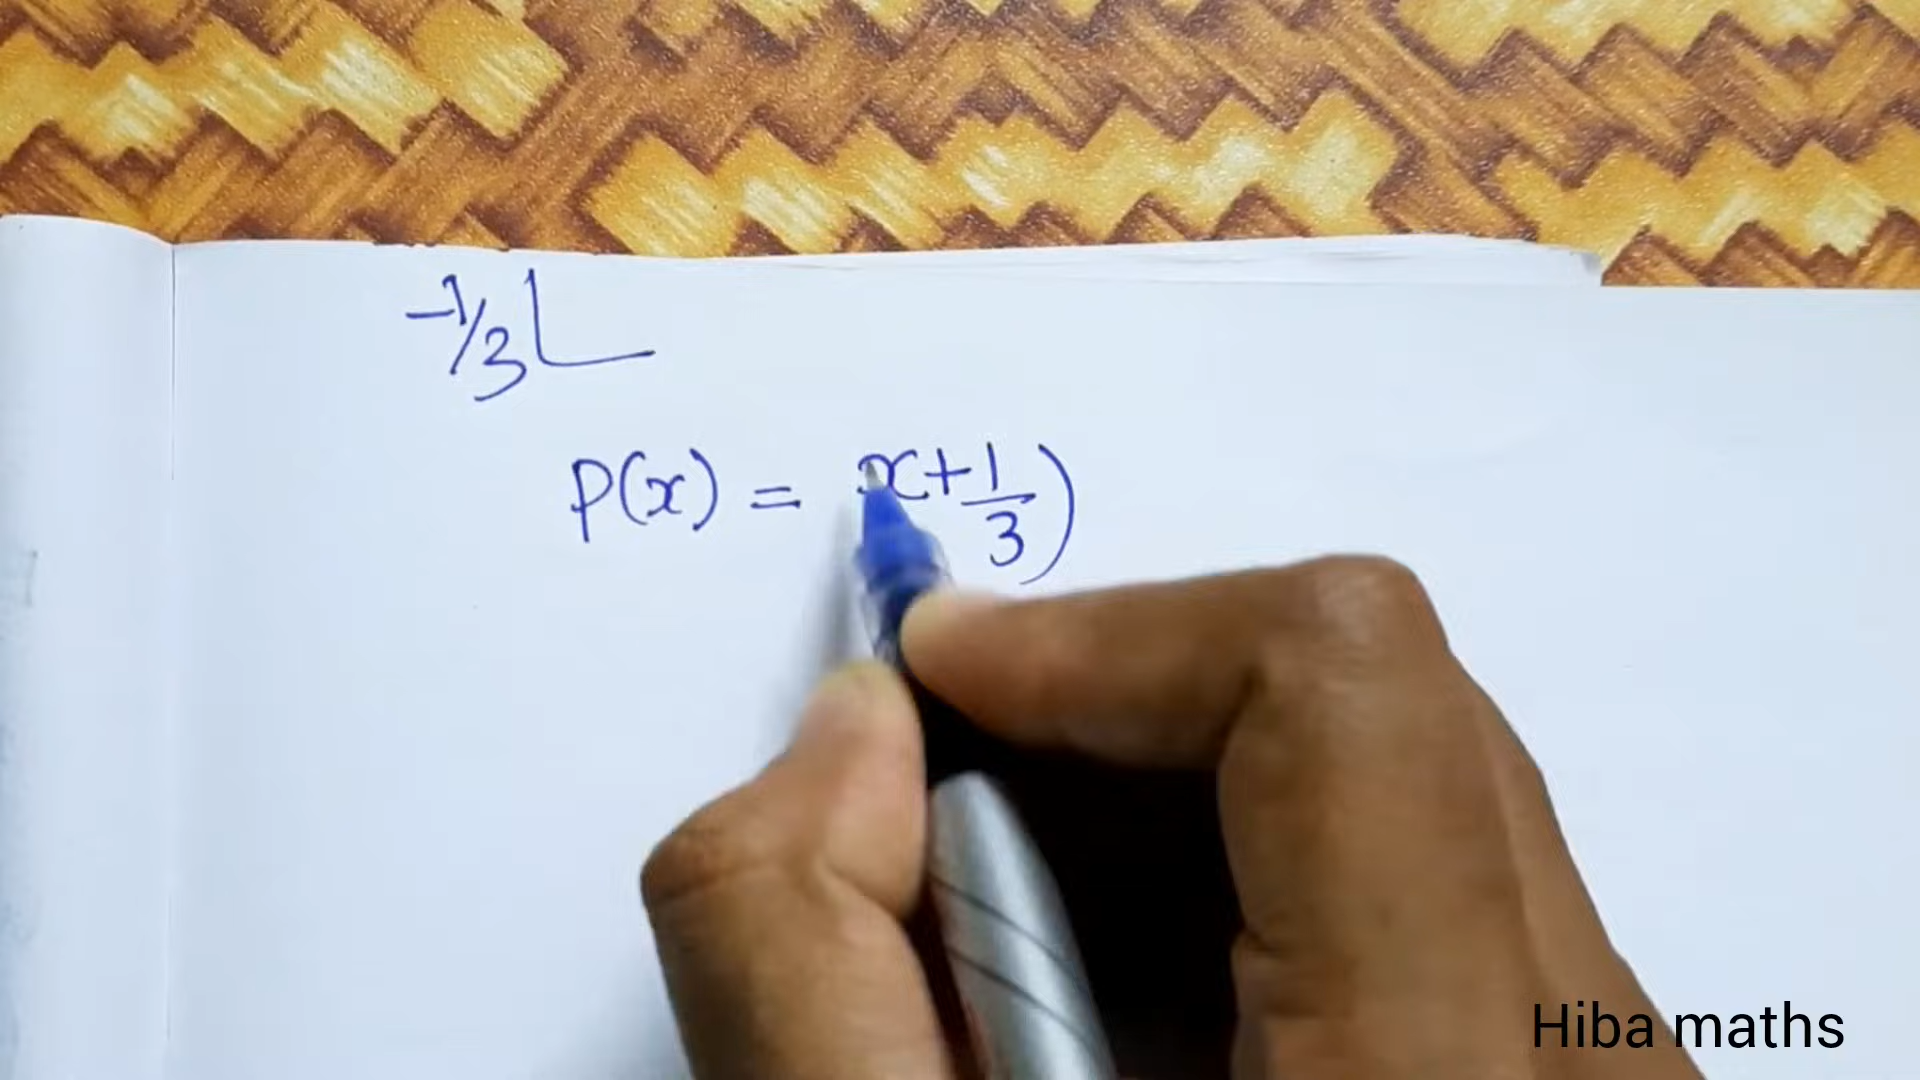 -1/3
P(x) = x+1/3)
Hiba maths